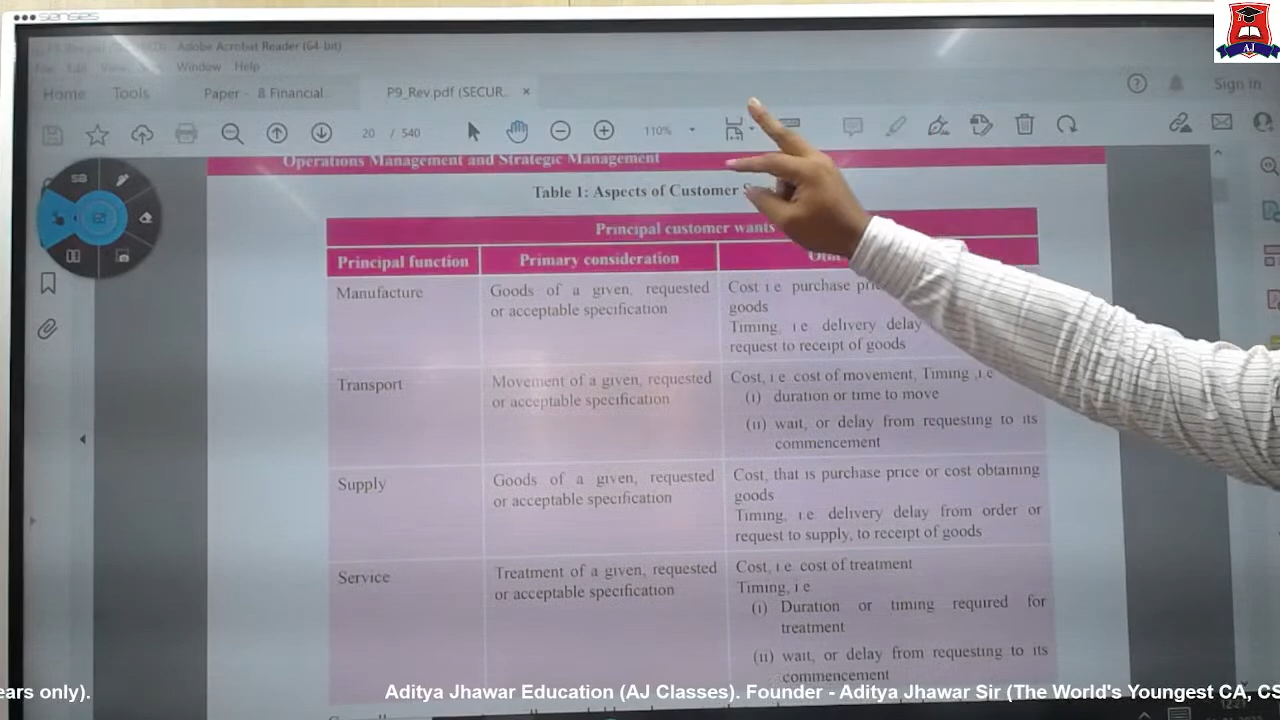 senses
Adobe Acrobat Reader (64-bit)
File Edit View Window Help
Home Tools Paper - 8 Financial... P9_Rev.pdf (SECUR... × Sign In
20 / 540 110%
Operations Management and Strategic Management
Table 1: Aspects of Customer
Principal customer wants
Principal function Primary consideration
Manufacture
Goods of a given, requested
or acceptable specification
Cost i.e purchase
goods
Timing, i.e delivery delay
request to receipt of goods
Transport
Movement of a given, requested
or acceptable specification
Cost, i.e cost of movement, Timing ,i.e
(i) duration or time to move
(ii) wait, or delay from requesting to its
commencement
Supply
Goods of a given, requested
or acceptable specification
Cost, that is purchase price or cost obtaining
goods
Timing, i.e. delivery delay from order or
request to supply, to receipt of goods
Service
Treatment of a given, requested
or acceptable specification
Cost, i.e cost of treatment
Timing, i.e
(i) Duration or timing required for
treatment
(ii) wait, or delay from requesting to its
commencement
AJ
SB
ears only). Aditya Jhawar Education (AJ Classes). Founder - Aditya Jhawar Sir (The World's Youngest CA, CS